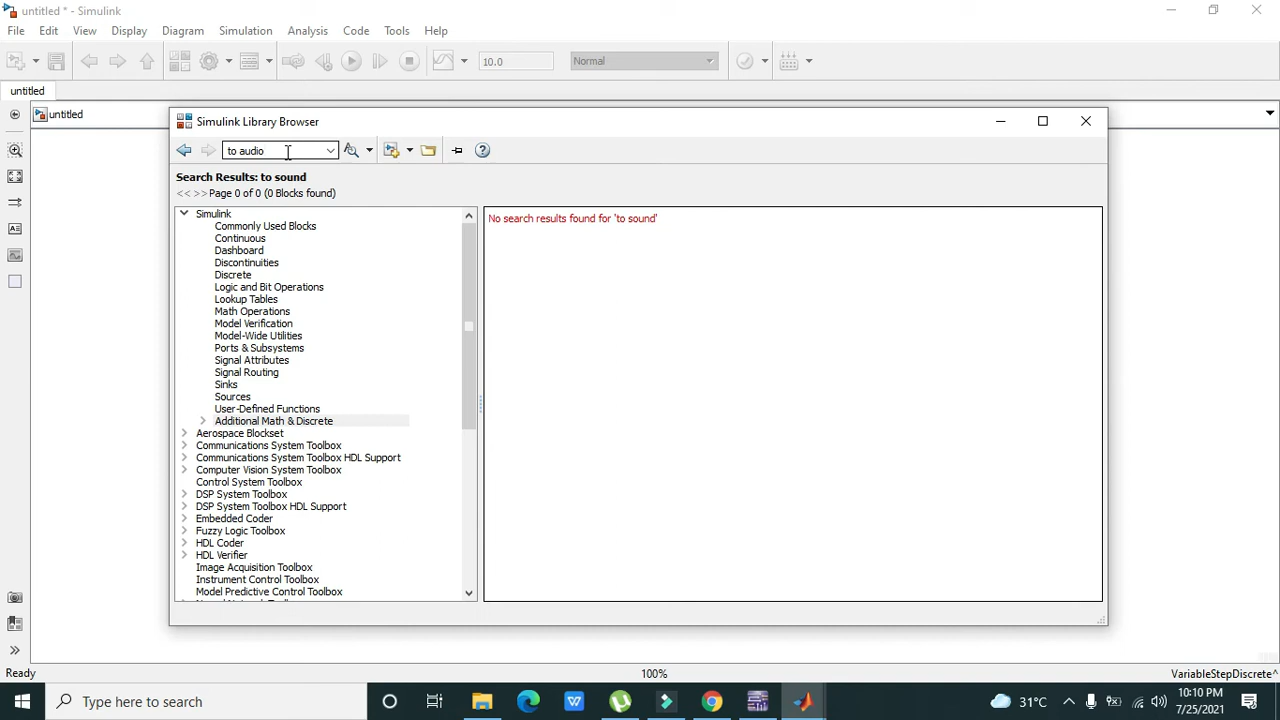 untitled * - Simulink
File Edit View Display Diagram Simulation Analysis Code Tools Help
10.0
Normal
untitled
untitled
Simulink Library Browser
to audio
Search Results: to sound
<< >> Page 0 of 0 (0 Blocks found)
Simulink
Commonly Used Blocks
Continuous
Dashboard
Discontinuities
Discrete
Logic and Bit Operations
Lookup Tables
Math Operations
Model Verification
Model-Wide Utilities
Ports & Subsystems
Signal Attributes
Signal Routing
Sinks
Sources
User-Defined Functions
Additional Math & Discrete
Aerospace Blockset
Communications System Toolbox
Communications System Toolbox HDL Support
Computer Vision System Toolbox
Control System Toolbox
DSP System Toolbox
DSP System Toolbox HDL Support
Embedded Coder
Fuzzy Logic Toolbox
HDL Coder
HDL Verifier
Image Acquisition Toolbox
Instrument Control Toolbox
Model Predictive Control Toolbox
No search results found for 'to sound'
Ready
100%
VariableStepDiscrete
Type here to search
31°C
10:10 PM
7/25/2021